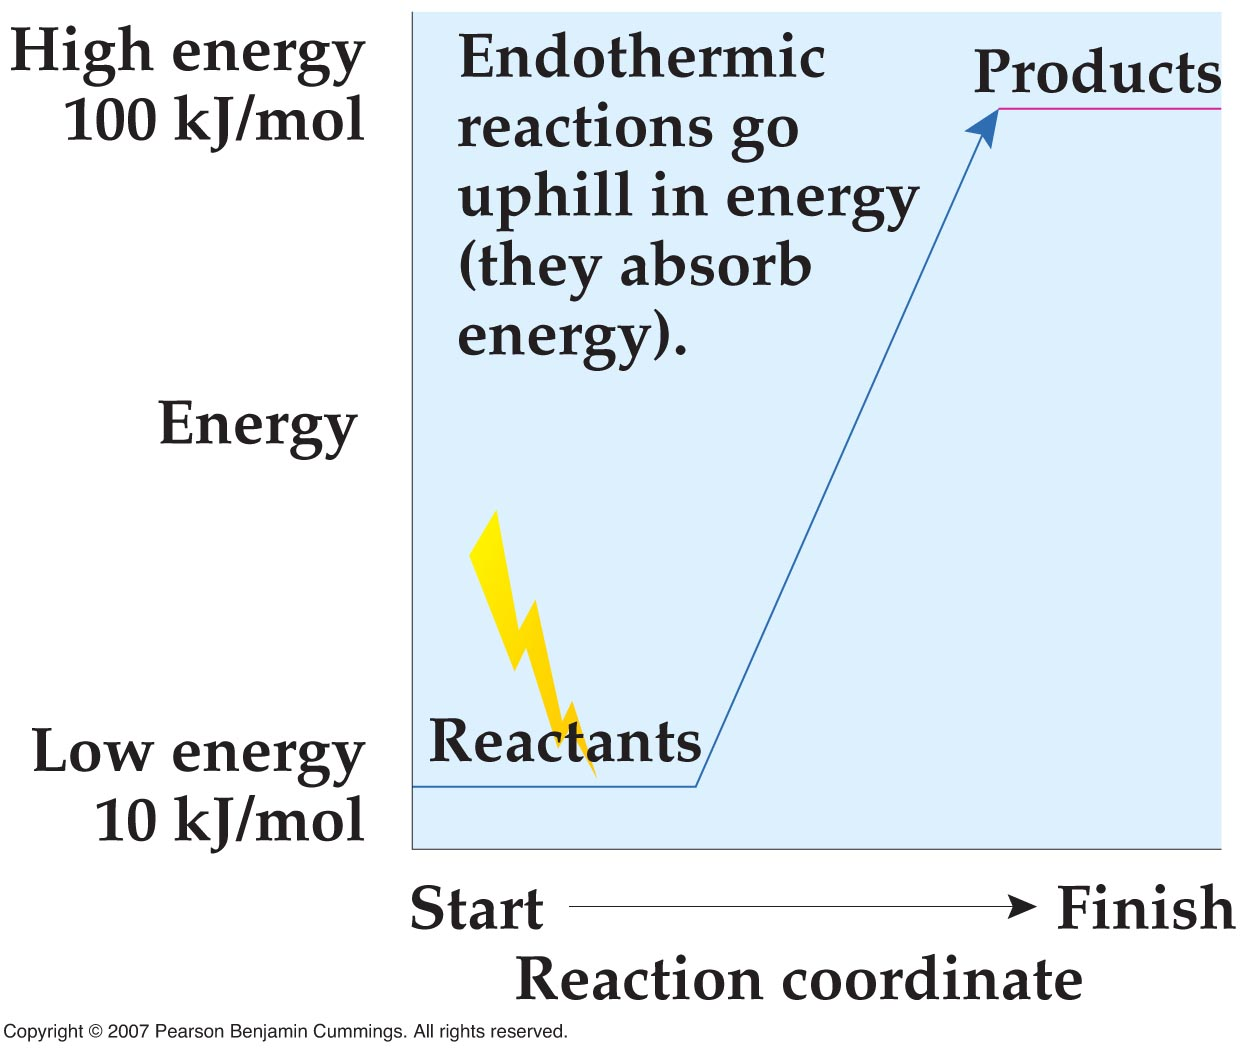 High energy
100 kJ/mol
Endothermic
reactions go
uphill in energy
(they absorb
energy).
Products
Energy
Reactants
Low energy
10 kJ/mol
Start
Finish
Reaction coordinate
Copyright © 2007 Pearson Benjamin Cummings. All rights reserved.